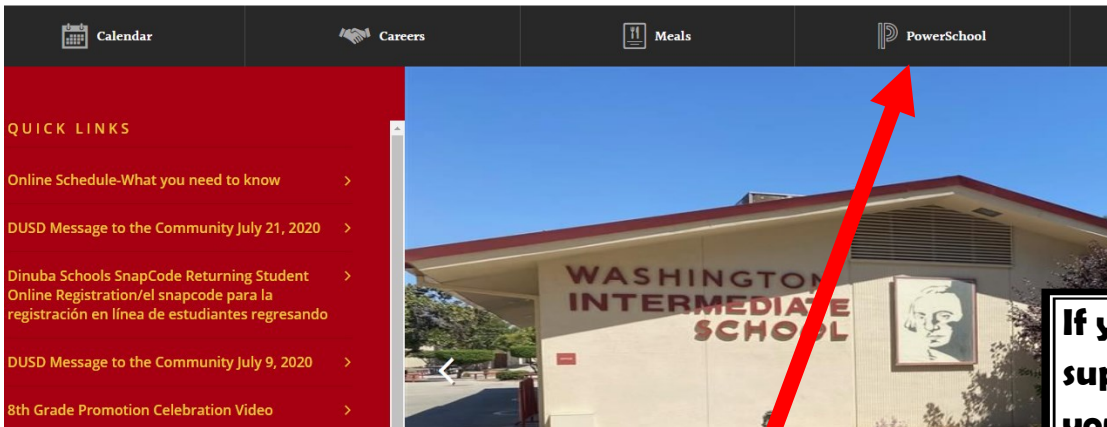 Calendar
Careers
Meals
PowerSchool
QUICK LINKS
Online Schedule-What you need to know
DUSD Message to the Community July 21, 2020
Dinuba Schools SnapCode Returning Student
Online Registration/el snapcode para la
registración en línea de estudiantes regresando
DUSD Message to the Community July 9, 2020
8th Grade Promotion Celebration Video
WASHINGTON
INTERMEDIATE
SCHOOL
If